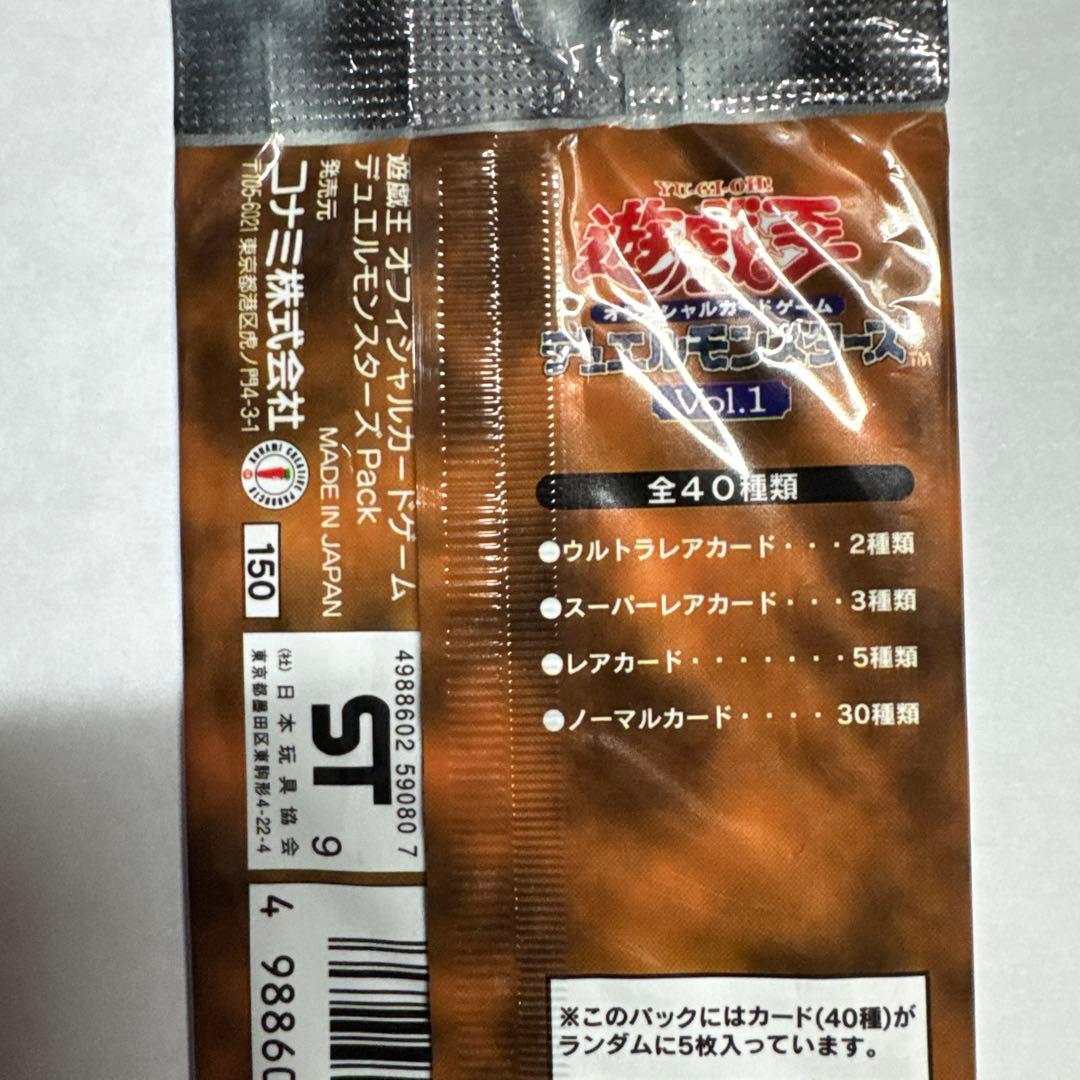 YU-GI-OH!
遊戯王
オフィシャルカードゲーム
デュエルモンスターズ™
Vol.1
全40種類
●ウルトラレアカード・・・2種類
●スーパーレアカード・・・3種類
●レアカード・・・・・・・5種類
●ノーマルカード・・・・30種類
※このパックにはカード(40種)が
ランダムに5枚入っています。
遊戯王 オフィシャルカードゲーム
デュエルモンスターズ Pack
発売元
MADE IN JAPAN
コナミ株式会社
〒105-6021 東京都港区虎ノ門4-3-1
KONAMI CREATIVE PRODUCTS
150
4988602 59080 7
ST
9
(社)日本玩具協会
東京都墨田区東駒形4-22-4
4 98860